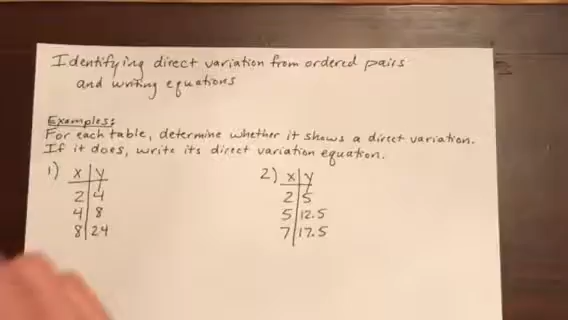 Identifying direct variation from ordered pairs
and writing equations
Examples:
For each table, determine whether it shows a direct variation.
If it does, write its direct variation equation.
1) x y
2 4
4 8
8 24
2) x y
2 5
5 12.5
7 17.5